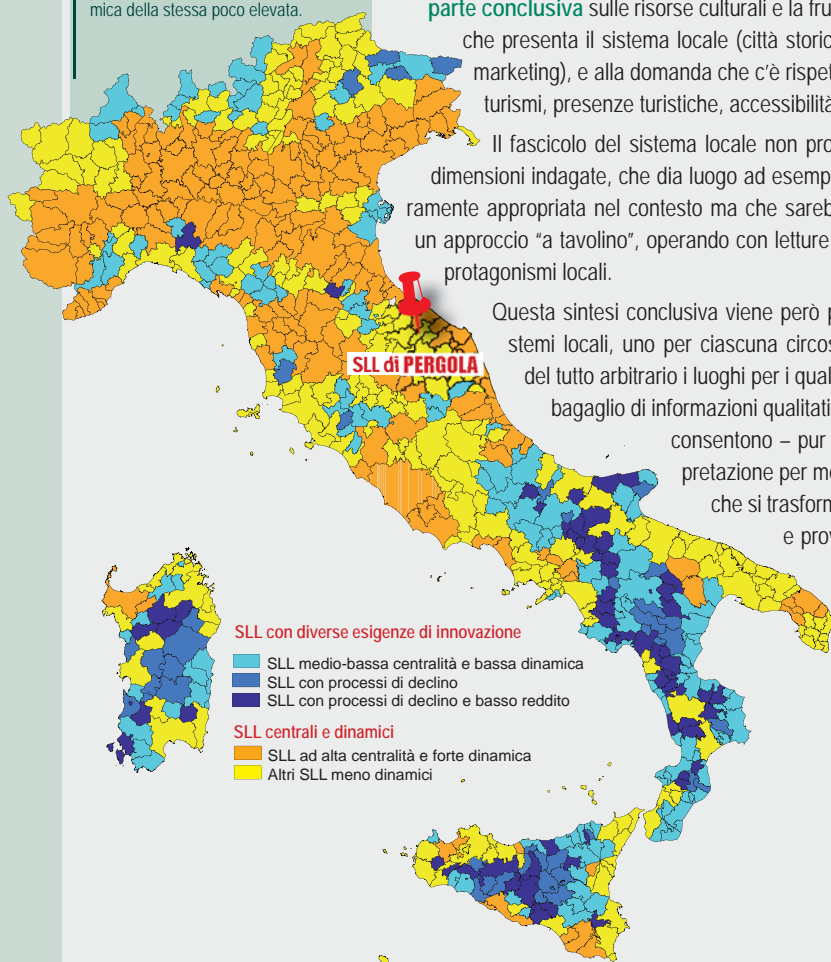 mica della stessa poco elevata.
parte conclusiva sulle risorse culturali e la fru
che presenta il sistema locale (città storic
marketing), e alla domanda che c'è rispet
turismi, presenze turistiche, accessibilità
Il fascicolo del sistema locale non pro
dimensioni indagate, che dia luogo ad esemp
ramente appropriata nel contesto ma che sareb
un approccio "a tavolino", operando con letture
protagonismi locali.
Questa sintesi conclusiva viene però p
stemi locali, uno per ciascuna circos
del tutto arbitrario i luoghi per i qual
bagaglio di informazioni qualitati
consentono – pur
pretazione per me
che si trasform
e prov
SLL di PERGOLA
SLL con diverse esigenze di innovazione
SLL medio-bassa centralità e bassa dinamica
SLL con processi di declino
SLL con processi di declino e basso reddito
SLL centrali e dinamici
SLL ad alta centralità e forte dinamica
Altri SLL meno dinamici